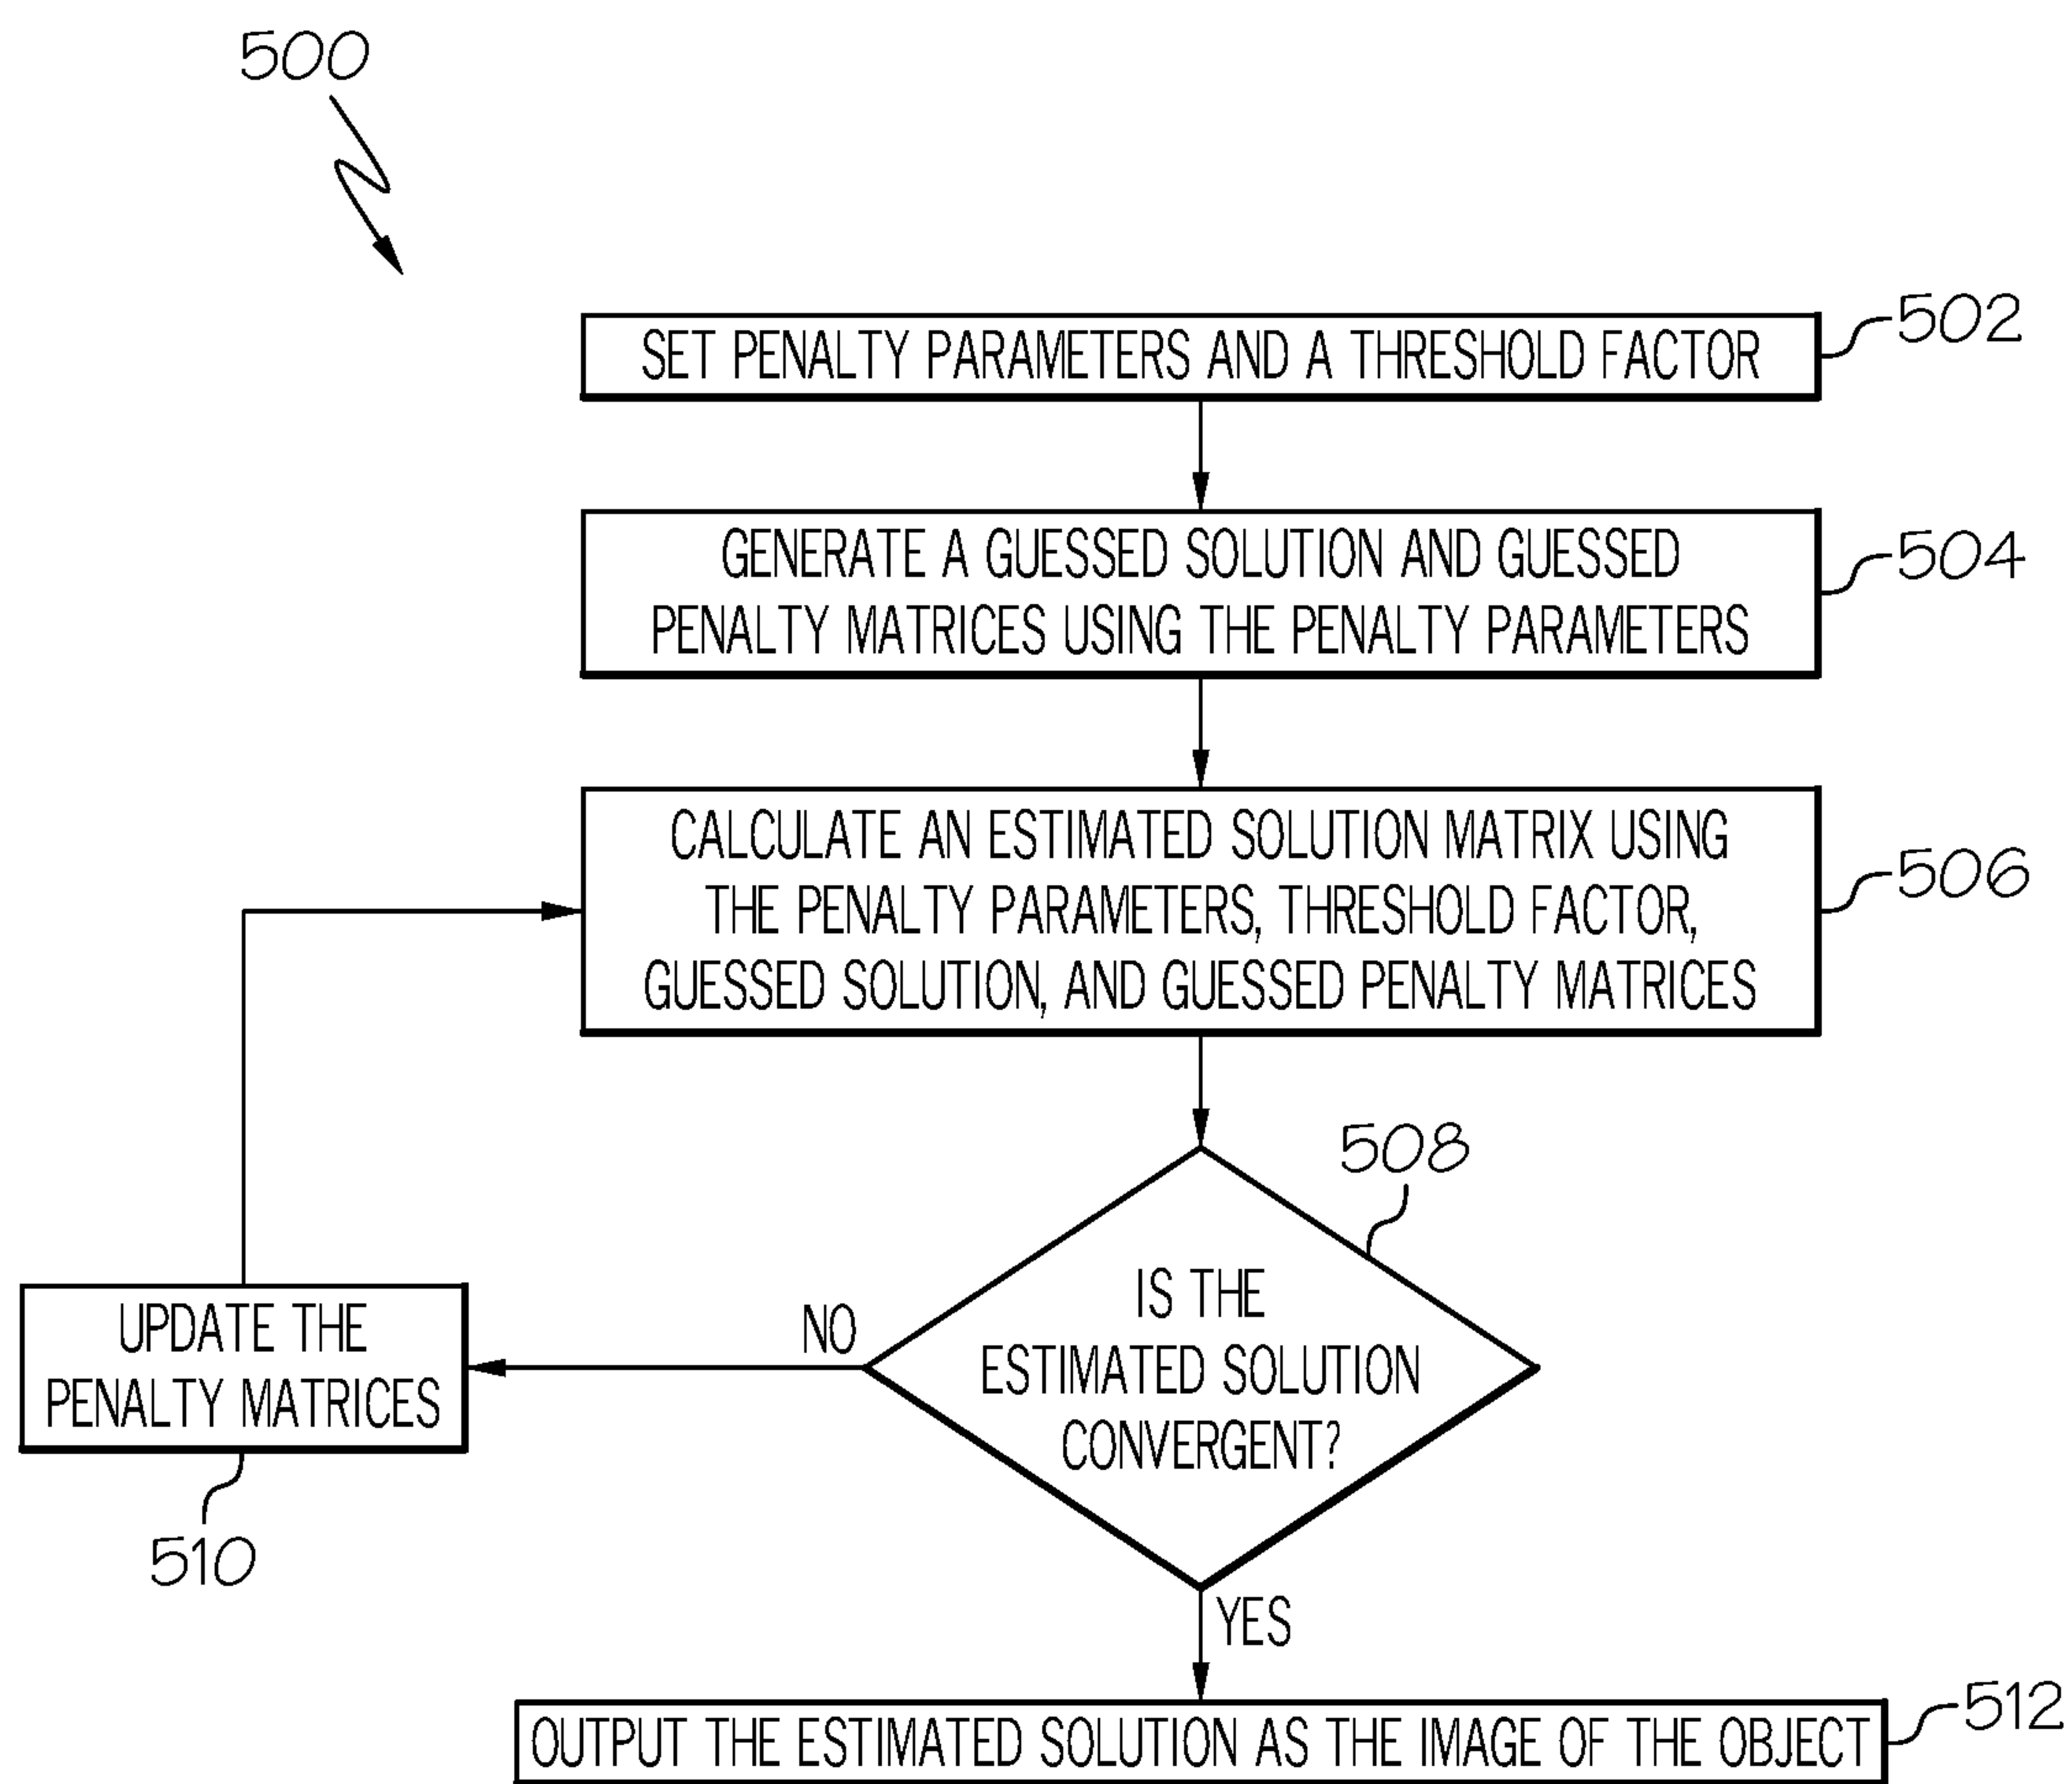 500
SET PENALTY PARAMETERS AND A THRESHOLD FACTOR
502
GENERATE A GUESSED SOLUTION AND GUESSED
PENALTY MATRICES USING THE PENALTY PARAMETERS
504
CALCULATE AN ESTIMATED SOLUTION MATRIX USING
THE PENALTY PARAMETERS, THRESHOLD FACTOR,
GUESSED SOLUTION, AND GUESSED PENALTY MATRICES
506
508
IS THE
ESTIMATED SOLUTION
CONVERGENT?
NO
UPDATE THE
PENALTY MATRICES
510
YES
OUTPUT THE ESTIMATED SOLUTION AS THE IMAGE OF THE OBJECT
512